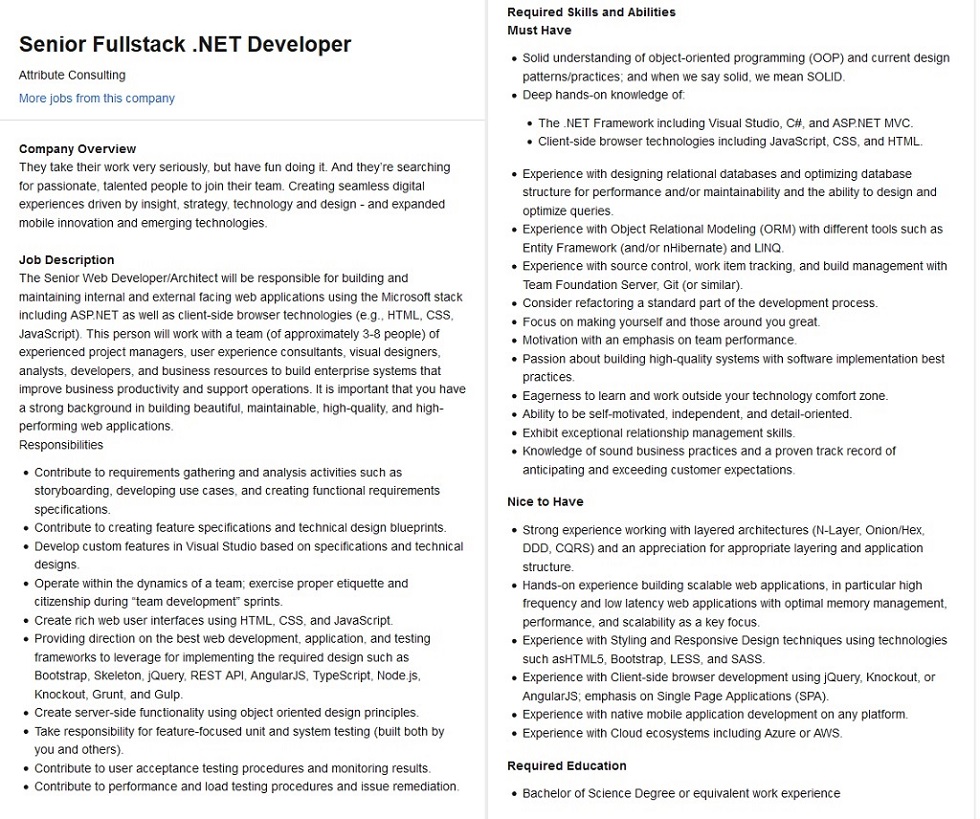 Senior Fullstack .NET Developer
Attribute Consulting
More jobs from this company
Company Overview
They take their work very seriously, but have fun doing it. And they're searching
for passionate, talented people to join their team. Creating seamless digital
experiences driven by insight, strategy, technology and design - and expanded
mobile innovation and emerging technologies.
Job Description
The Senior Web Developer/Architect will be responsible for building and
maintaining internal and external facing web applications using the Microsoft stack
including ASP.NET as well as client-side browser technologies (e.g., HTML, CSS,
JavaScript). This person will work with a team (of approximately 3-8 people) of
experienced project managers, user experience consultants, visual designers,
analysts, developers, and business resources to build enterprise systems that
improve business productivity and support operations. It is important that you have
a strong background in building beautiful, maintainable, high-quality, and high-
performing web applications.
Responsibilities
• Contribute to requirements gathering and analysis activities such as
storyboarding, developing use cases, and creating functional requirements
specifications.
• Contribute to creating feature specifications and technical design blueprints.
• Develop custom features in Visual Studio based on specifications and technical
designs.
• Operate within the dynamics of a team; exercise proper etiquette and
citizenship during “team development” sprints.
• Create rich web user interfaces using HTML, CSS, and JavaScript.
• Providing direction on the best web development, application, and testing
frameworks to leverage for implementing the required design such as
Bootstrap, Skeleton, jQuery, REST API, AngularJS, TypeScript, Node.js,
Knockout, Grunt, and Gulp.
• Create server-side functionality using object oriented design principles.
• Take responsibility for feature-focused unit and system testing (built both by
you and others).
• Contribute to user acceptance testing procedures and monitoring results.
• Contribute to performance and load testing procedures and issue remediation.
Required Skills and Abilities
Must Have
• Solid understanding of object-oriented programming (OOP) and current design
patterns/practices; and when we say solid, we mean SOLID.
• Deep hands-on knowledge of:
• The .NET Framework including Visual Studio, C#, and ASP.NET MVC.
• Client-side browser technologies including JavaScript, CSS, and HTML.
• Experience with designing relational databases and optimizing database
structure for performance and/or maintainability and the ability to design and
optimize queries.
• Experience with Object Relational Modeling (ORM) with different tools such as
Entity Framework (and/or nHibernate) and LINQ.
• Experience with source control, work item tracking, and build management with
Team Foundation Server, Git (or similar).
• Consider refactoring a standard part of the development process.
• Focus on making yourself and those around you great.
• Motivation with an emphasis on team performance.
• Passion about building high-quality systems with software implementation best
practices.
• Eagerness to learn and work outside your technology comfort zone.
• Ability to be self-motivated, independent, and detail-oriented.
• Exhibit exceptional relationship management skills.
• Knowledge of sound business practices and a proven track record of
anticipating and exceeding customer expectations.
Nice to Have
• Strong experience working with layered architectures (N-Layer, Onion/Hex,
DDD, CQRS) and an appreciation for appropriate layering and application
structure.
• Hands-on experience building scalable web applications, in particular high
frequency and low latency web applications with optimal memory management,
performance, and scalability as a key focus.
• Experience with Styling and Responsive Design techniques using technologies
such asHTML5, Bootstrap, LESS, and SASS.
• Experience with Client-side browser development using jQuery, Knockout, or
AngularJS; emphasis on Single Page Applications (SPA).
• Experience with native mobile application development on any platform.
• Experience with Cloud ecosystems including Azure or AWS.
Required Education
• Bachelor of Science Degree or equivalent work experience